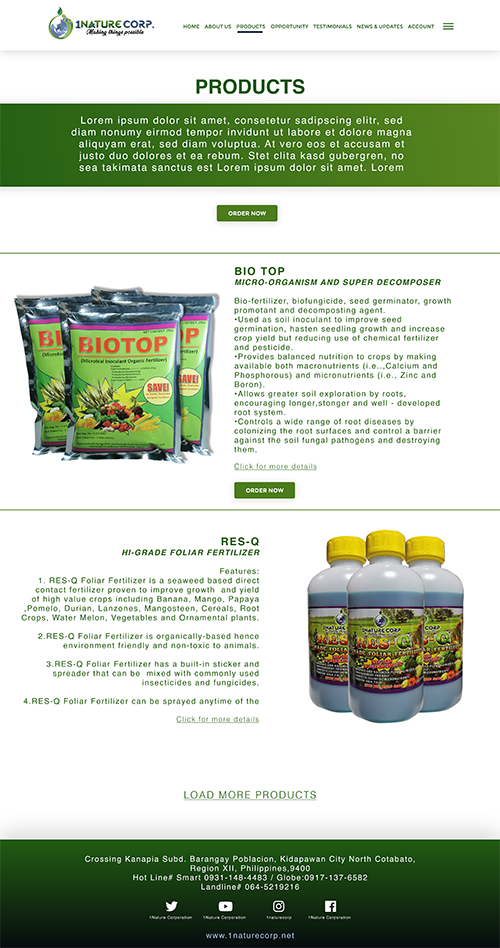 1NATURE CORP.
Making things possible
HOME ABOUT US PRODUCTS OPPORTUNITY TESTIMONIALS NEWS & UPDATES ACCOUNT
PRODUCTS
Lorem ipsum dolor sit amet, consetetur sadipscing elitr, sed
diam nonumy eirmod tempor invidunt ut labore et dolore magna
aliquyam erat, sed diam voluptua. At vero eos et accusam et
justo duo dolores et ea rebum. Stet clita kasd gubergren, no
sea takimata sanctus est Lorem ipsum dolor sit amet. Lorem
ORDER NOW
BIOTOP
(Microbial Inoculant Organic Fertilizer)
SAVE!
BIO TOP
MICRO-ORGANISM AND SUPER DECOMPOSER
Bio-fertilizer, biofungicide, seed germinator, growth
promotant and decomposting agent.
•Used as soil inoculant to improve seed
germination, hasten seedling growth and increase
crop yield but reducing use of chemical fertilizer
and pesticide.
•Provides balanced nutrition to crops by making
available both macronutrients (i.e..,Calcium and
Phosphorous) and micronutrients (i.e., Zinc and
Boron).
•Allows greater soil exploration by roots,
encouraging longer,stonger and well - developed
root system.
•Controls a wide range of root diseases by
colonizing the root surfaces and control a barrier
against the soil fungal pathogens and destroying
them.
Click for more details
ORDER NOW
RES-Q
HI-GRADE FOLIAR FERTILIZER
Features:
1. RES-Q Foliar Fertilizer is a seaweed based direct
contact fertilizer proven to improve growth and yield
of high value crops including Banana, Mango, Papaya
,Pomelo, Durian, Lanzones, Mangosteen, Cereals, Root
Crops, Water Melon, Vegetables and Ornamental plants.
2.RES-Q Foliar Fertilizer is organically-based hence
environment friendly and non-toxic to animals.
3.RES-Q Foliar Fertilizer has a built-in sticker and
spreader that can be mixed with commonly used
insecticides and fungicides.
4.RES-Q Foliar Fertilizer can be sprayed anytime of the
Click for more details
1NATURE CORP.
RES-Q
GRADE FOLIAR FERTILIZER
LOAD MORE PRODUCTS
Crossing Kanapia Subd. Barangay Poblacion, Kidapawan City North Cotabato,
Region XII, Philippines,9400
Hot Line# Smart 0931-148-4483 / Globe:0917-137-6582
Landline# 064-5219216
1Nature Corperation 1Nature Corperation 1naturecorp 1Nature Corperation
www.1naturecorp.net